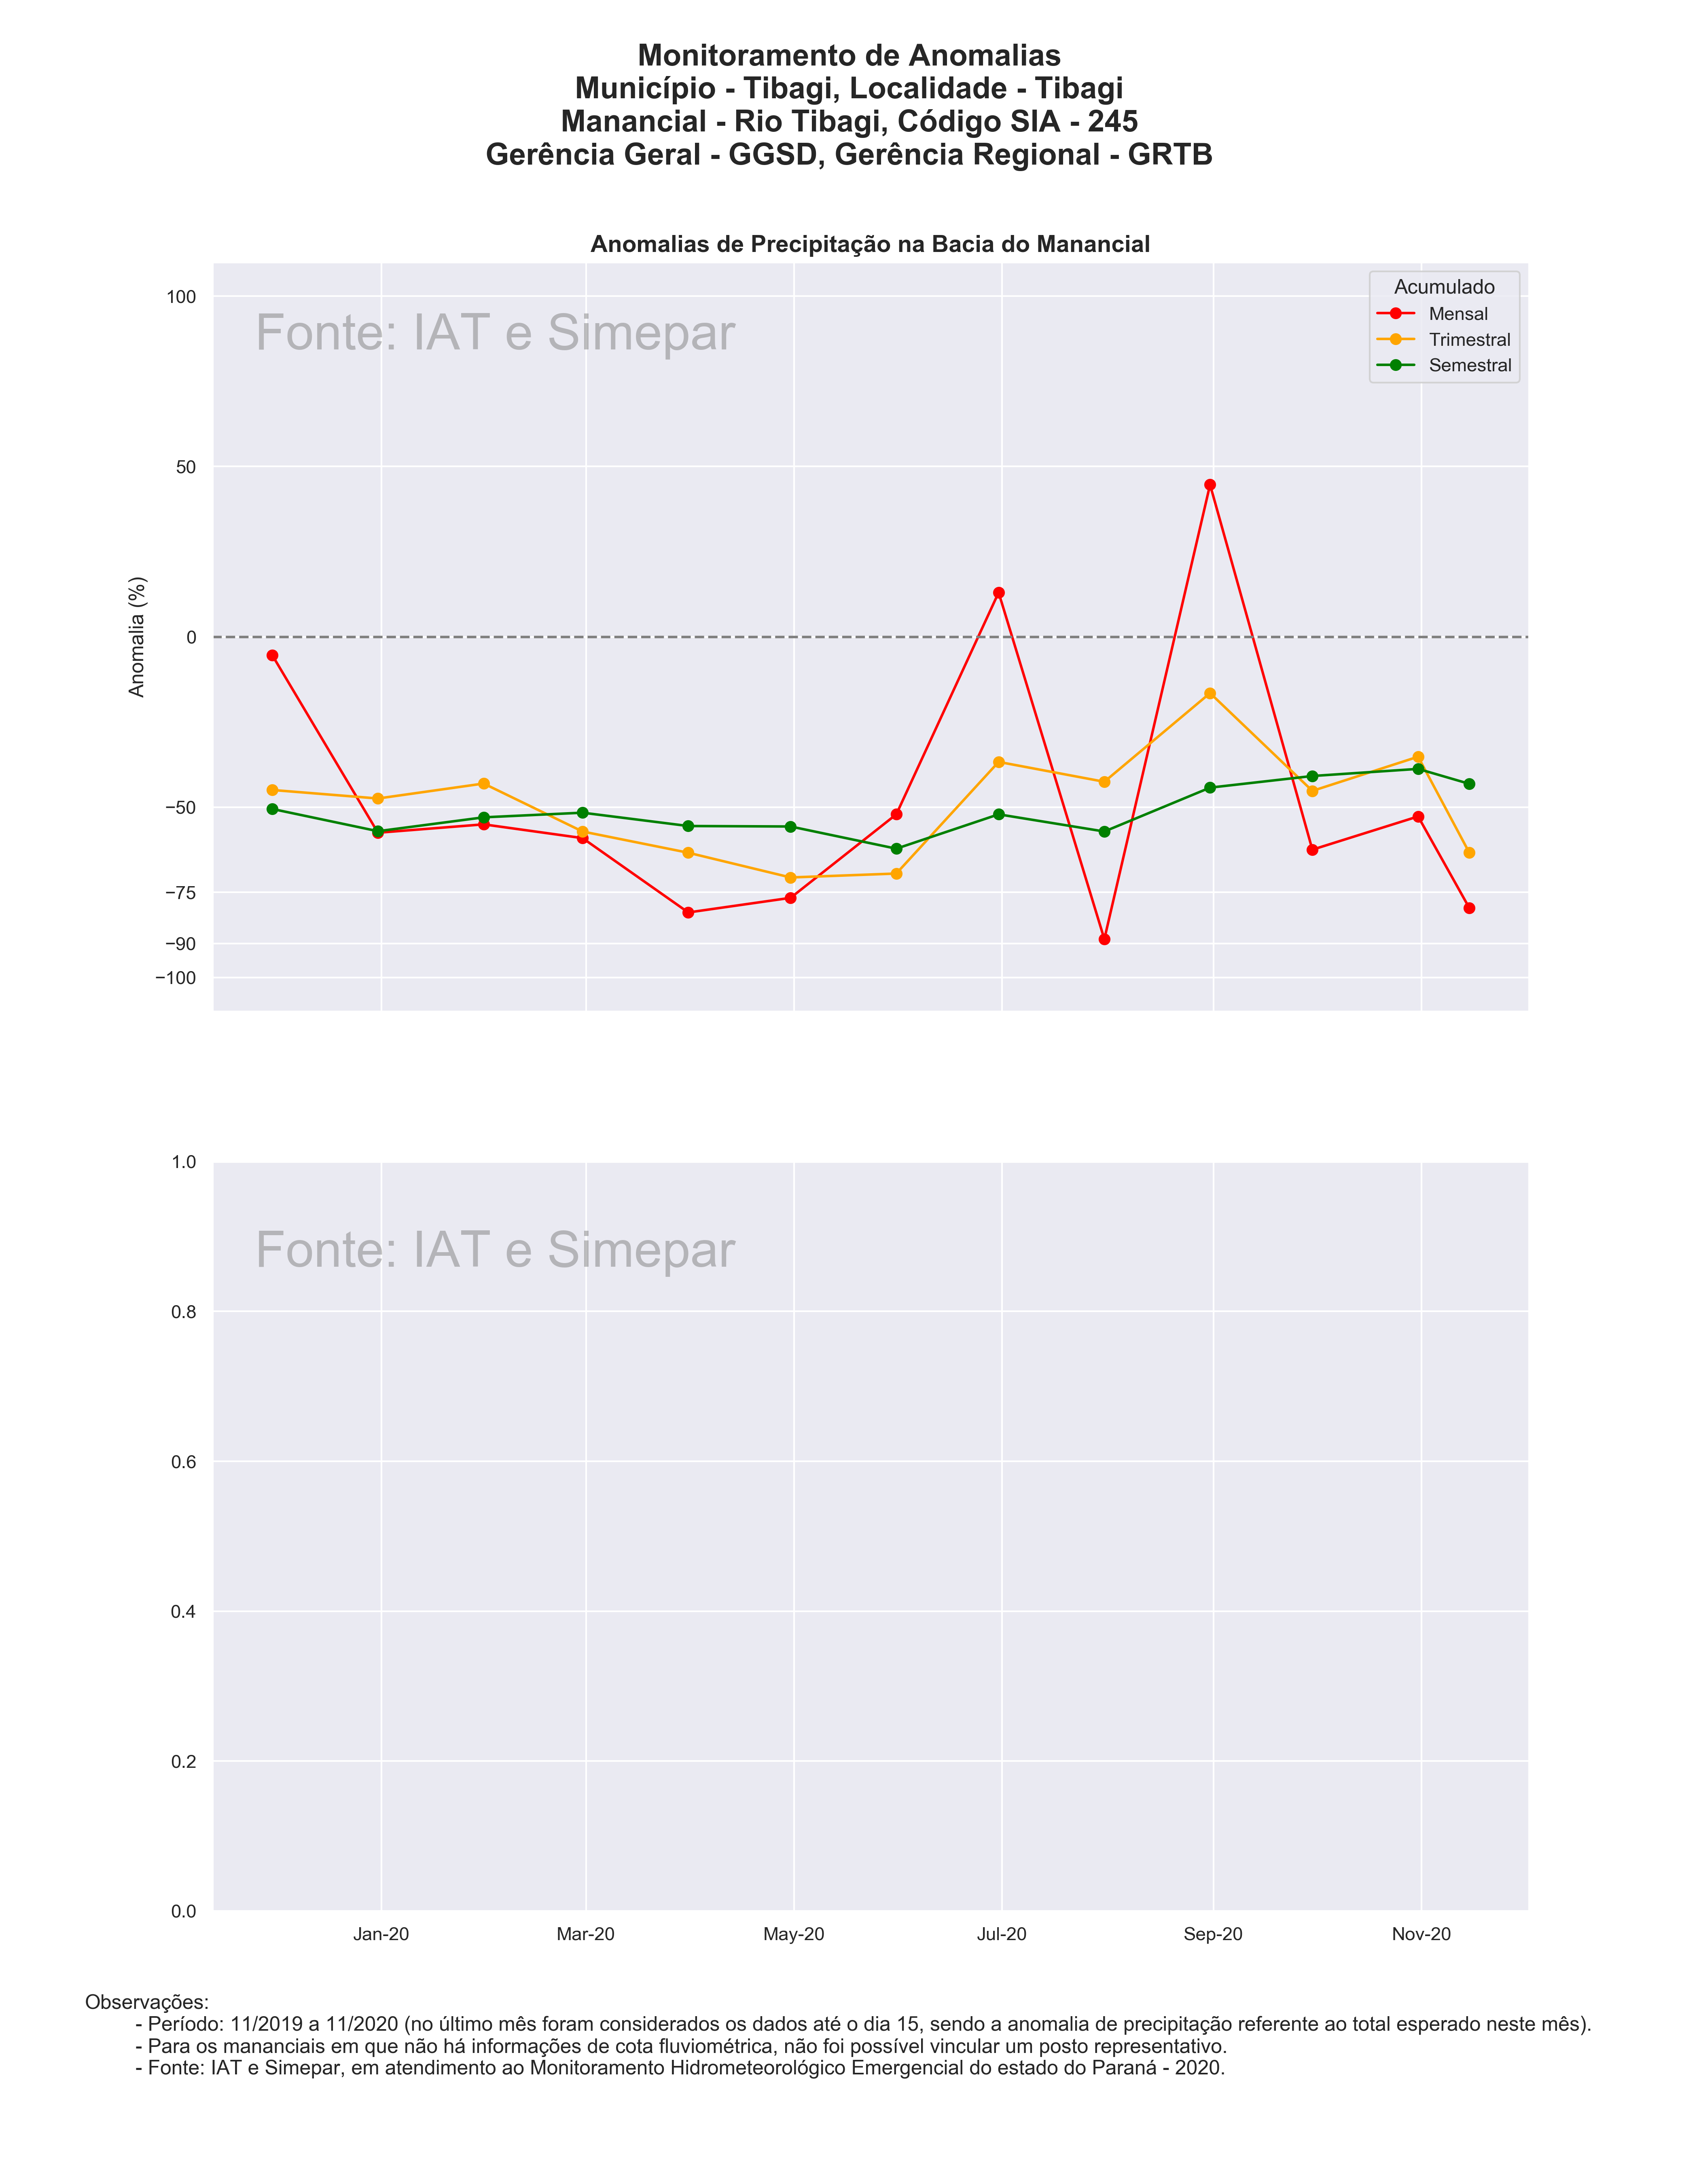 Monitoramento de Anomalias
Município - Tibagi, Localidade - Tibagi
Manancial - Rio Tibagi, Código SIA - 245
Gerência Geral - GGSD, Gerência Regional - GRTB
Anomalias de Precipitação na Bacia do Manancial
Fonte: IAT e Simepar
Acumulado
Mensal
Trimestral
Semestral
Anomalia (%)
100
50
0
−50
−75
−90
−100
Fonte: IAT e Simepar
1.0
0.8
0.6
0.4
0.2
0.0
Jan-20 Mar-20 May-20 Jul-20 Sep-20 Nov-20
Observações:
- Período: 11/2019 a 11/2020 (no último mês foram considerados os dados até o dia 15, sendo a anomalia de precipitação referente ao total esperado neste mês).
- Para os mananciais em que não há informações de cota fluviométrica, não foi possível vincular um posto representativo.
- Fonte: IAT e Simepar, em atendimento ao Monitoramento Hidrometeorológico Emergencial do estado do Paraná - 2020.